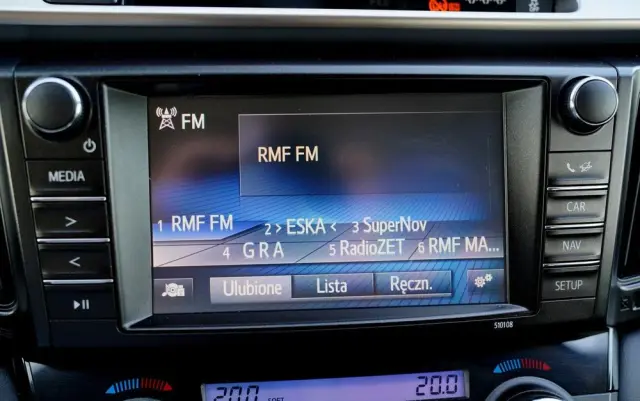 FM
RMF FM
MEDIA
>
<
1 RMF FM 2 > ESKA < 3 SuperNov
4 G R A 5 RadioZET 6 RMF MA...
Ulubione Lista Ręczn.
CAR
NAV
SETUP
510108
20.0 SOFT 20.0